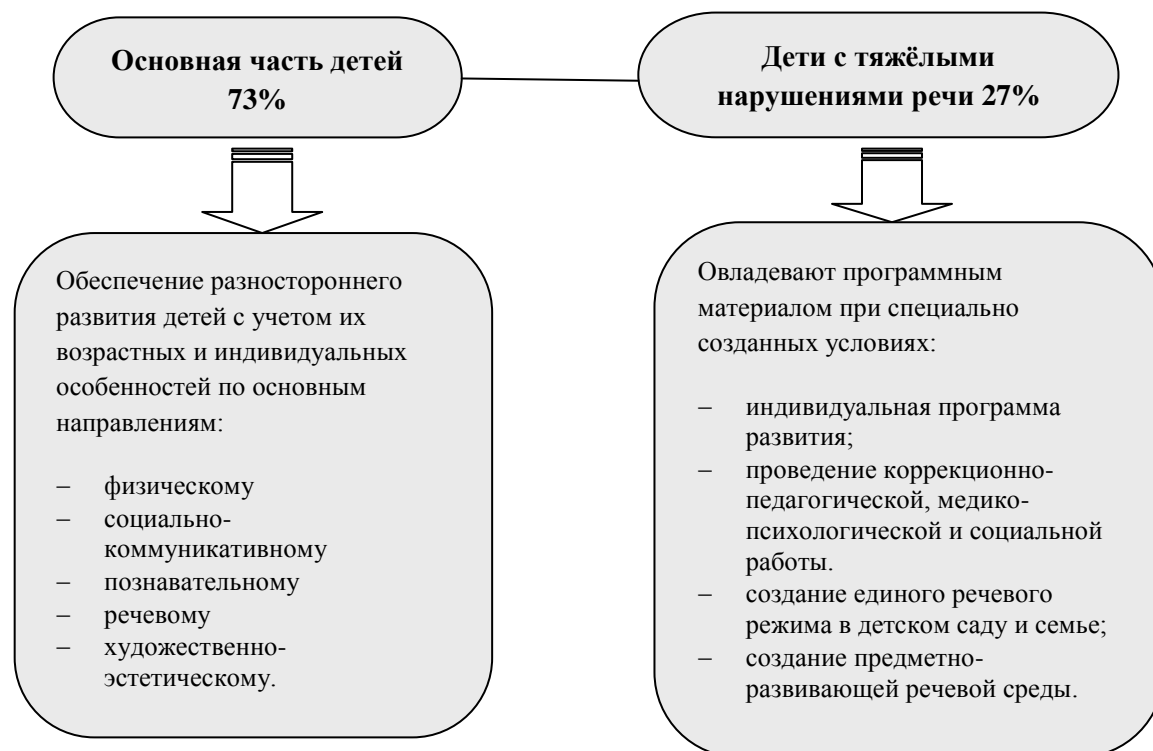 Основная часть детей
73%
Дети с тяжёлыми
нарушениями речи 27%
Обеспечение разностороннего
развития детей с учетом их
возрастных и индивидуальных
особенностей по основным
направлениям:
– физическому
– социально-
коммуникативному
– познавательному
– речевому
– художественно-
эстетическому.
Овладевают программным
материалом при специально
созданных условиях:
– индивидуальная программа
развития;
– проведение коррекционно-
педагогической, медико-
психологической и социальной
работы.
– создание единого речевого
режима в детском саду и семье;
– создание предметно-
развивающей речевой среды.